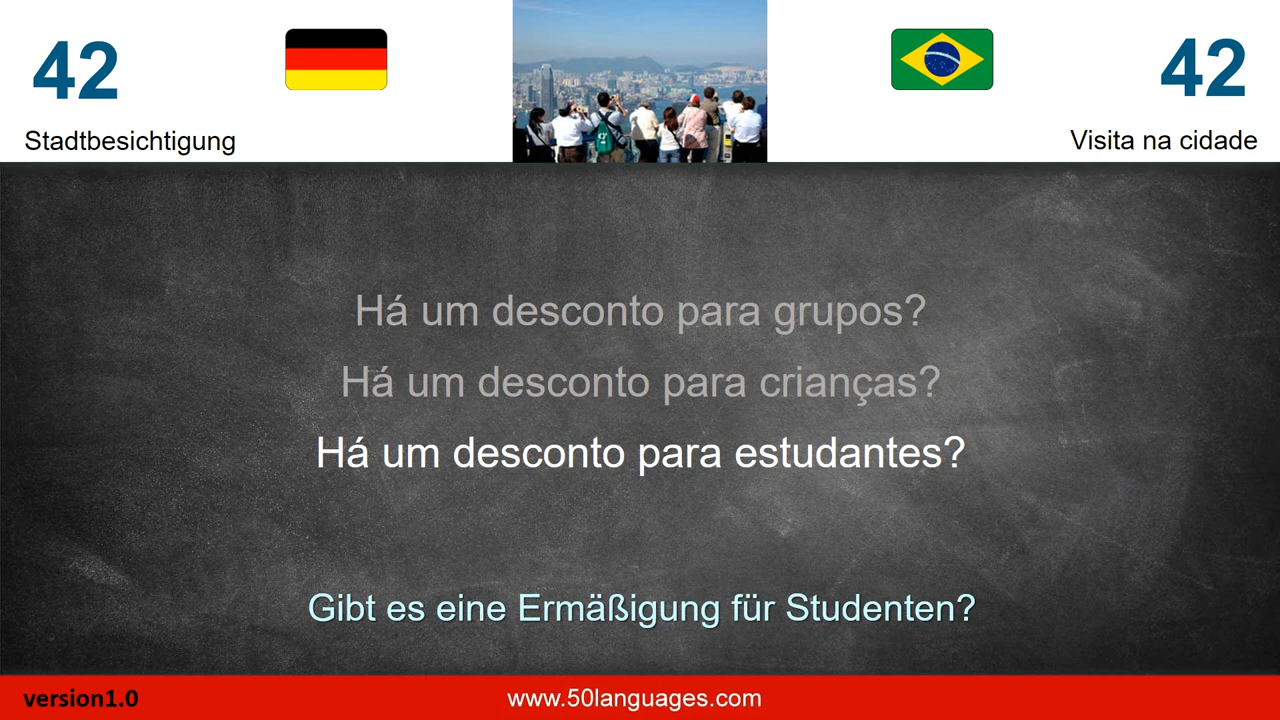 42
42
Stadtbesichtigung
Visita na cidade
Há um desconto para grupos?
Há um desconto para crianças?
Há um desconto para estudantes?
Gibt es eine Ermäßigung für Studenten?
version1.0
www.50languages.com